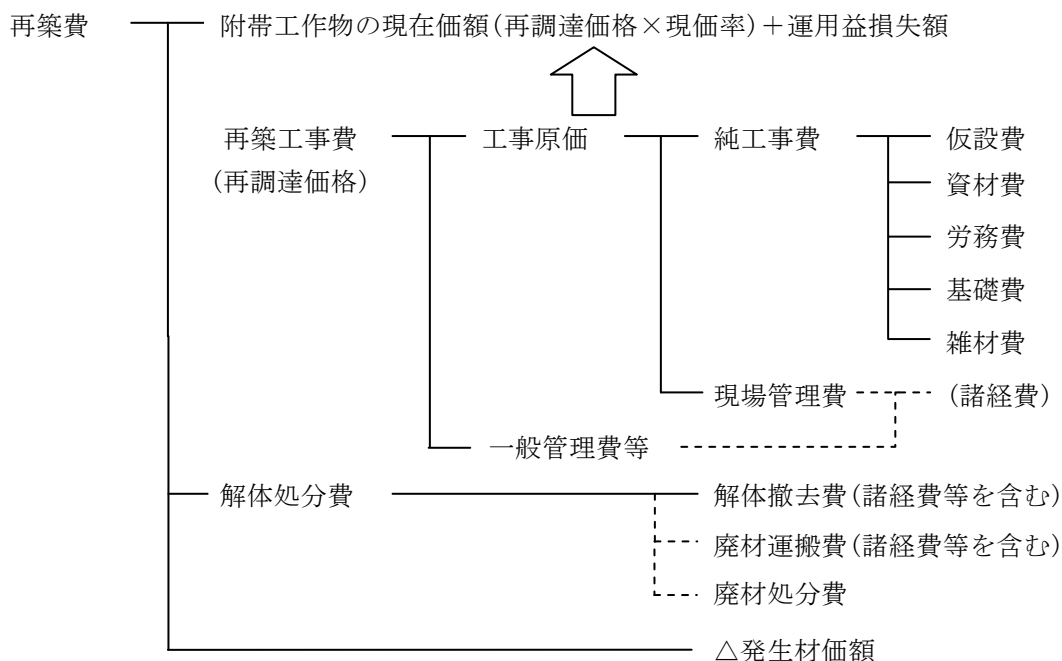 再築費 附帯工作物の現在価額(再調達価格×現価率)＋運用益損失額
再築工事費 工事原価 純工事費 仮設費
(再調達価格) 資材費
労務費
基礎費
雑材費
現場管理費 (諸経費)
一般管理費等
解体処分費 解体撤去費(諸経費等を含む)
廃材運搬費(諸経費等を含む)
廃材処分費
△発生材価額